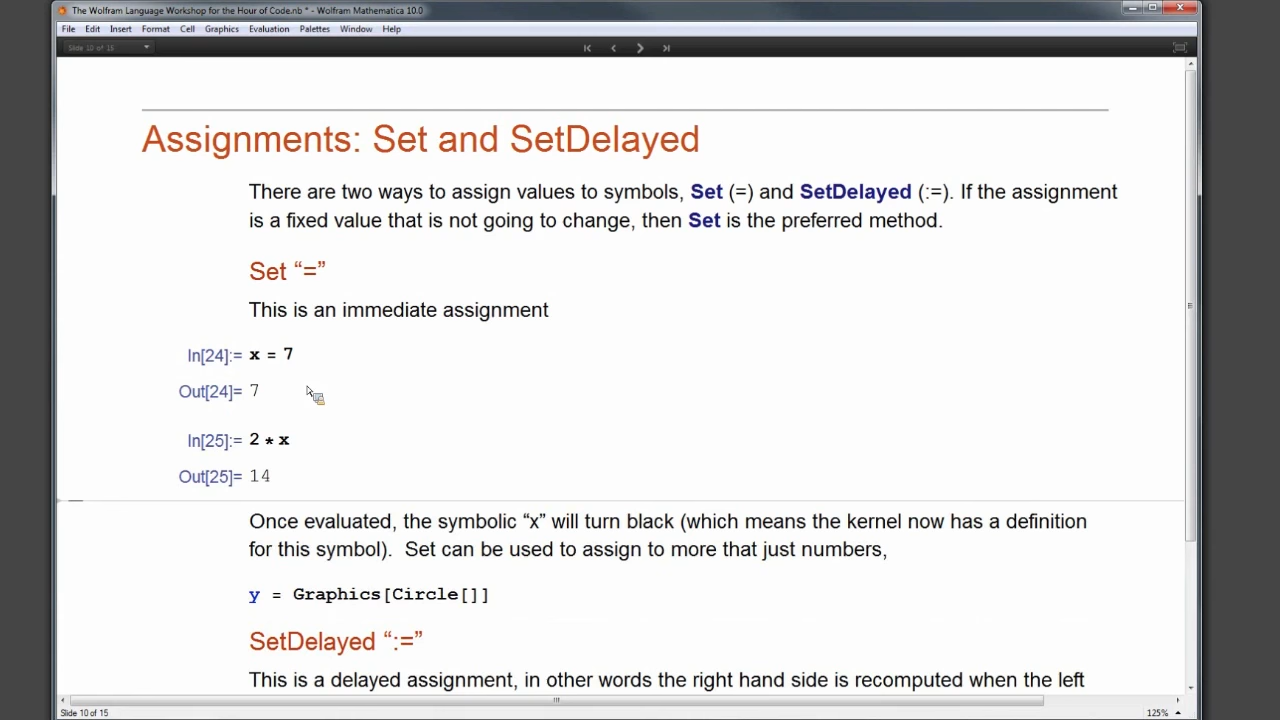 The Wolfram Language Workshop for the Hour of Code.nb * - Wolfram Mathematica 10.0
File Edit Insert Format Cell Graphics Evaluation Palettes Window Help
Slide 10 of 15
Assignments: Set and SetDelayed
There are two ways to assign values to symbols, Set (=) and SetDelayed (:=). If the assignment
is a fixed value that is not going to change, then Set is the preferred method.
Set “=”
This is an immediate assignment
In[24]:= x = 7
Out[24]= 7
In[25]:= 2 * x
Out[25]= 14
Once evaluated, the symbolic “x” will turn black (which means the kernel now has a definition
for this symbol). Set can be used to assign to more that just numbers,
y = Graphics[Circle[]]
SetDelayed “:=”
This is a delayed assignment, in other words the right hand side is recomputed when the left
Slide 10 of 15
125%